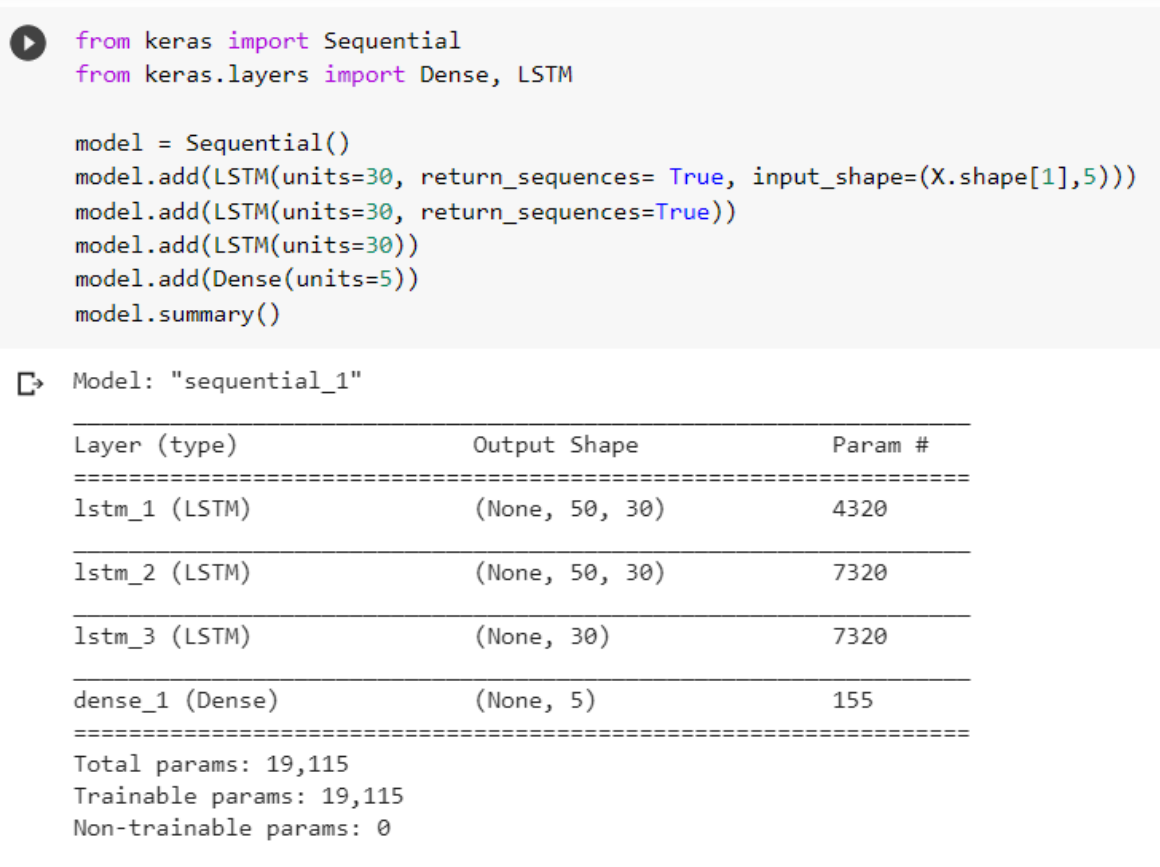 from keras import Sequential
from keras.layers import Dense, LSTM
model = Sequential()
model.add(LSTM(units=30, return_sequences= True, input_shape=(X.shape[1],5)))
model.add(LSTM(units=30, return_sequences=True))
model.add(LSTM(units=30))
model.add(Dense(units=5))
model.summary()
Model: "sequential_1"
Layer (type) Output Shape Param #
lstm_1 (LSTM) (None, 50, 30) 4320
lstm_2 (LSTM) (None, 50, 30) 7320
lstm_3 (LSTM) (None, 30) 7320
dense_1 (Dense) (None, 5) 155
Total params: 19,115
Trainable params: 19,115
Non-trainable params: 0